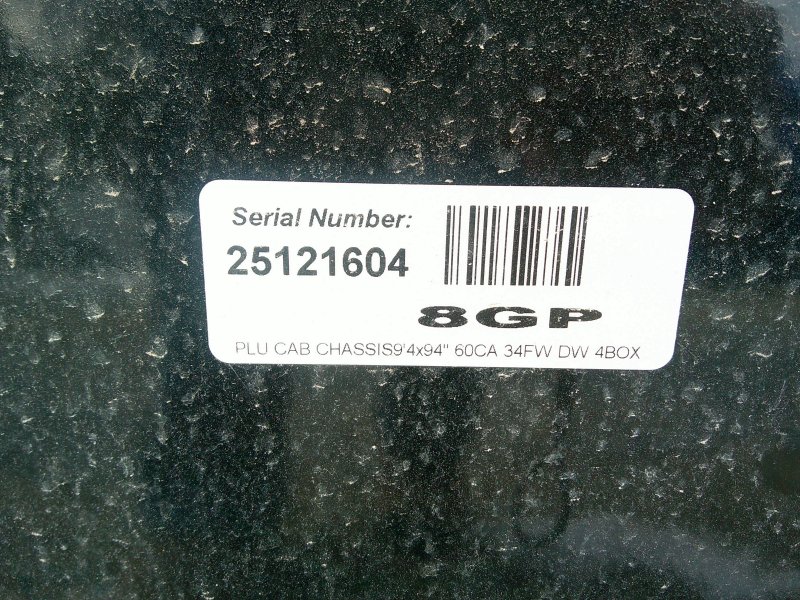 Serial Number:
25121604
8GP
PLU CAB CHASSIS9'4x94" 60CA 34FW DW 4BOX